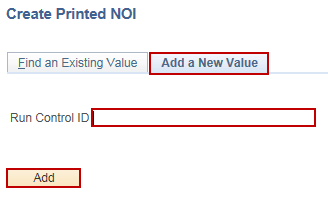 Create Printed NOI
Find an Existing Value Add a New Value
Run Control ID
Add